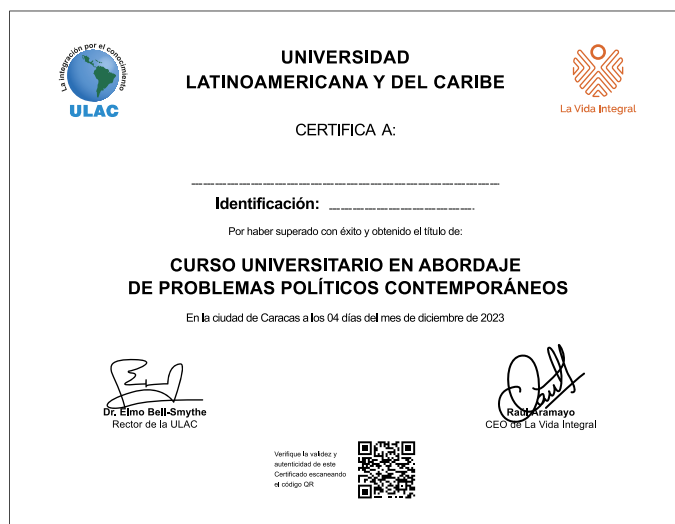 La integración por el conocimiento
ULAC
UNIVERSIDAD
LATINOAMERICANA Y DEL CARIBE
La Vida Integral
CERTIFICA A:
Identificación:
Por haber superado con éxito y obtenido el título de:
CURSO UNIVERSITARIO EN ABORDAJE
DE PROBLEMAS POLÍTICOS CONTEMPORÁNEOS
En la ciudad de Caracas a los 04 días del mes de diciembre de 2023
Dr. Elmo Bell-Smythe
Rector de la ULAC
Raúl Aramayo
CEO de La Vida Integral
Verifique la validez y
autenticidad de este
Certificado escaneando
el código QR